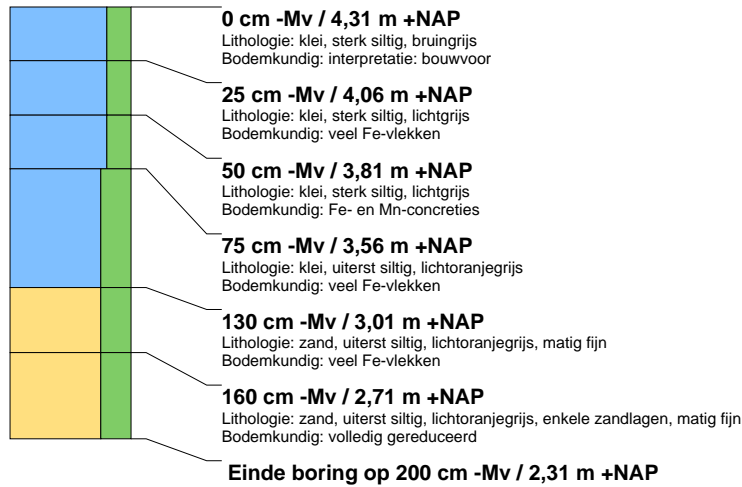 0 cm -Mv / 4,31 m +NAP
Lithologie: klei, sterk siltig, bruingrijs
Bodemkundig: interpretatie: bouwvoor
25 cm -Mv / 4,06 m +NAP
Lithologie: klei, sterk siltig, lichtgrijs
Bodemkundig: veel Fe-vlekken
50 cm -Mv / 3,81 m +NAP
Lithologie: klei, sterk siltig, lichtgrijs
Bodemkundig: Fe- en Mn-concreties
75 cm -Mv / 3,56 m +NAP
Lithologie: klei, uiterst siltig, lichtoranjegrijs
Bodemkundig: veel Fe-vlekken
130 cm -Mv / 3,01 m +NAP
Lithologie: zand, uiterst siltig, lichtoranjegrijs, matig fijn
Bodemkundig: veel Fe-vlekken
160 cm -Mv / 2,71 m +NAP
Lithologie: zand, uiterst siltig, lichtoranjegrijs, enkele zandlagen, matig fijn
Bodemkundig: volledig gereduceerd
Einde boring op 200 cm -Mv / 2,31 m +NAP